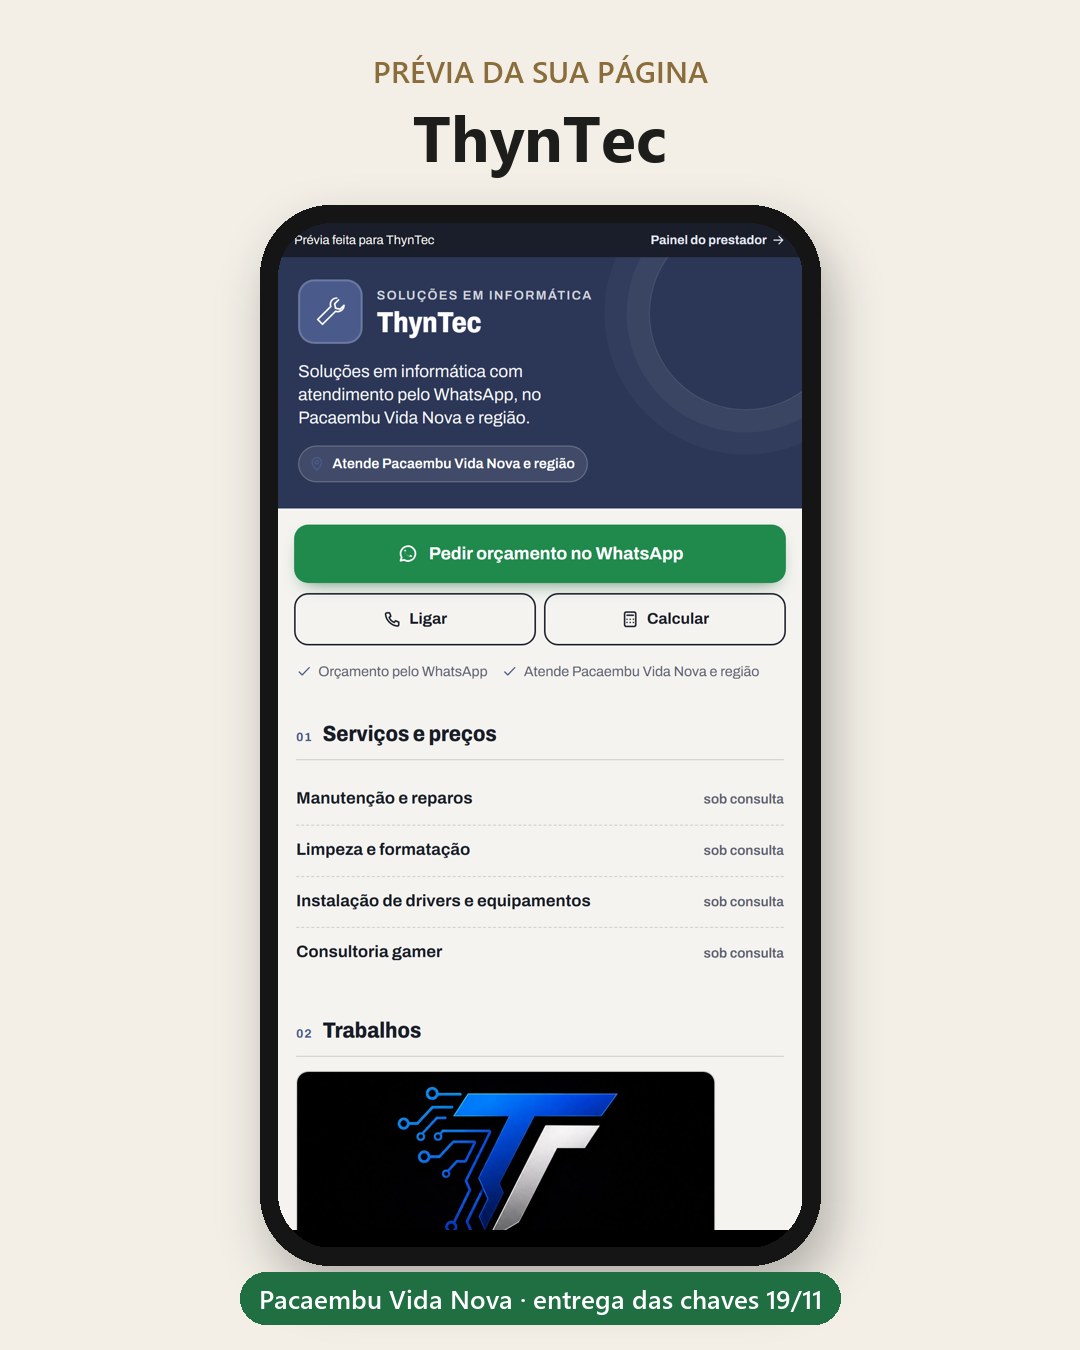 PRÉVIA DA SUA PÁGINA
ThynTec
Prévia feita para ThynTec
Painel do prestador →
SOLUÇÕES EM INFORMÁTICA
ThynTec
Soluções em informática com
atendimento pelo WhatsApp, no
Pacaembu Vida Nova e região.
Atende Pacaembu Vida Nova e região
Pedir orçamento no WhatsApp
Ligar
Calcular
Orçamento pelo WhatsApp
Atende Pacaembu Vida Nova e região
01 Serviços e preços
Manutenção e reparos
sob consulta
Limpeza e formatação
sob consulta
Instalação de drivers e equipamentos
sob consulta
Consultoria gamer
sob consulta
02 Trabalhos
Pacaembu Vida Nova · entrega das chaves 19/11